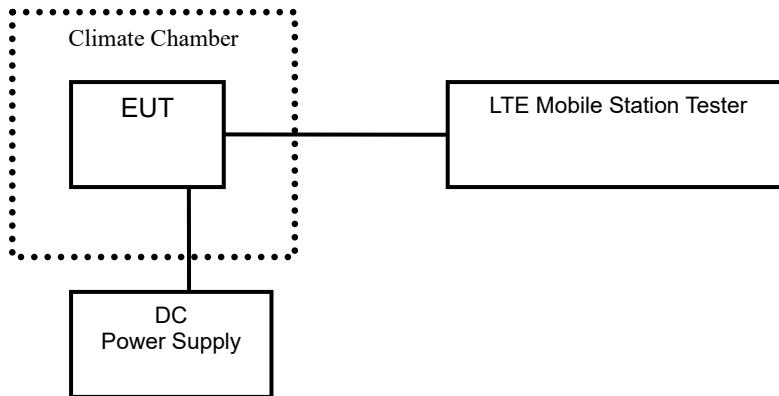 Climate Chamber
EUT
LTE Mobile Station Tester
DC
Power Supply